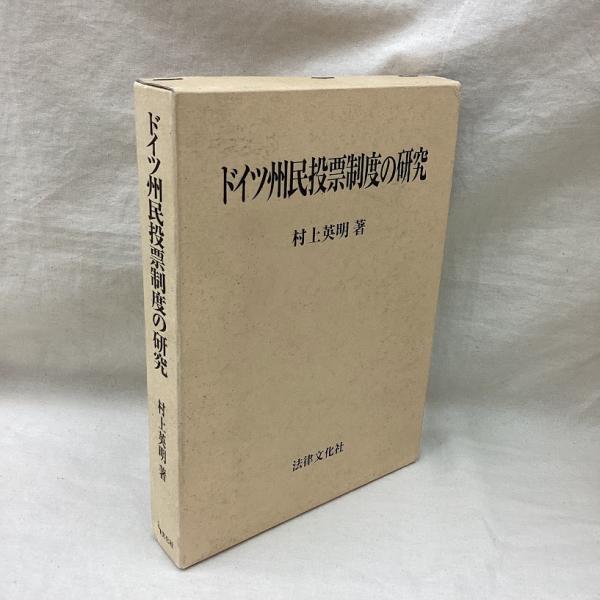 ドイツ州民投票制度の研究
村上英明 著
法律文化社
ドイツ州民投票制度の研究
村上英明 著